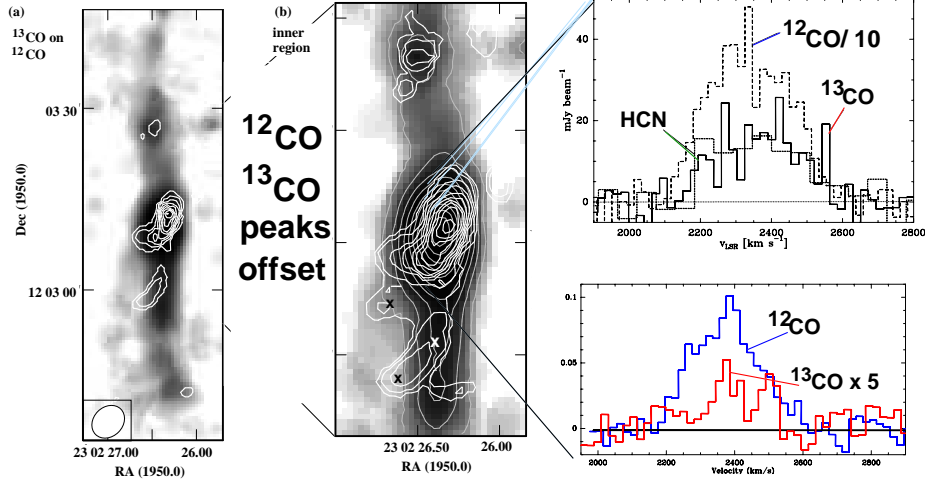 (a)
13CO on
12CO
03 30
Dec (1950.0)
12 03 00
23 02 27.00
26.00
RA (1950.0)
(b)
inner
region
12CO
13CO
peaks
offset
x
x
x
23 02 26.50
26.00
RA (1950.0)
12CO/ 10
13CO
HCN
mJy beam−1
40
20
0
2000
2200
2400
2600
2800
vLSR [km s−1]
12CO
13CO x 5
0.1
0.05
0
2000
2200
2400
2600
2800
Velocity (km/s)